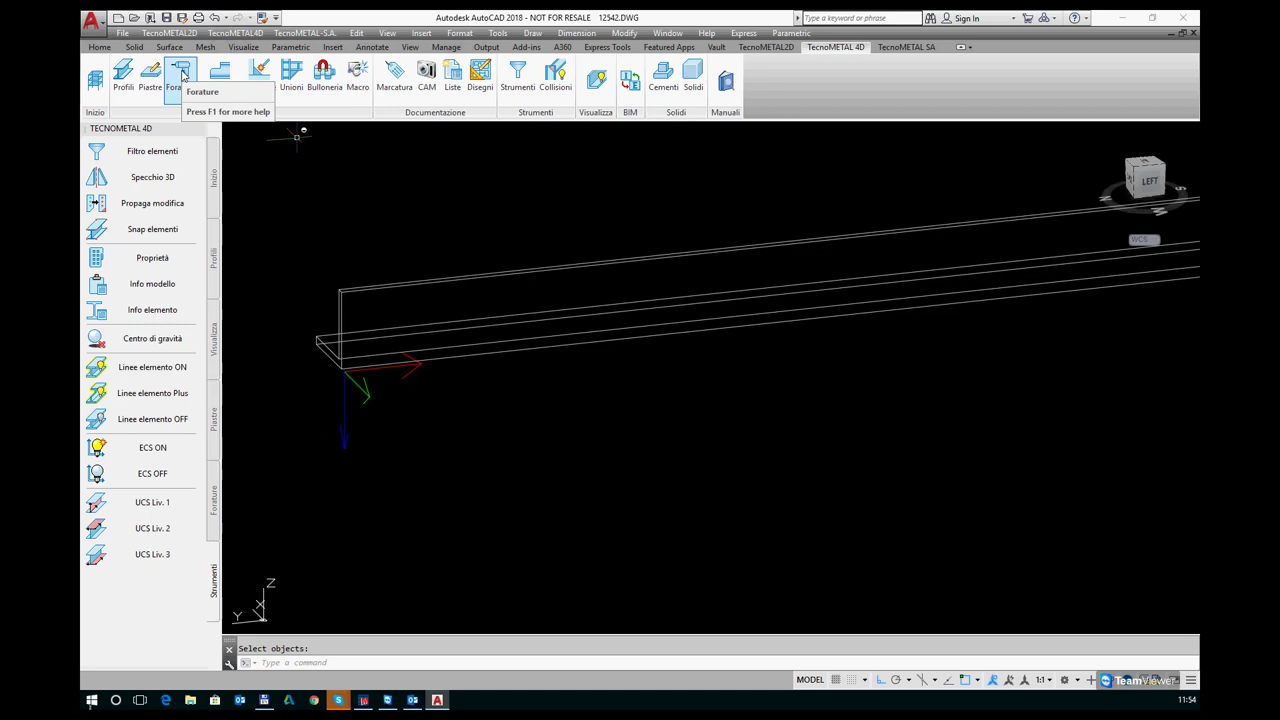 Autodesk AutoCAD 2018 - NOT FOR RESALE 12542.DWG
Type a keyword or phrase
Sign In
File TecnoMETAL2D TecnoMETAL4D TecnoMETAL-S.A. Edit View Insert Format Tools Draw Dimension Modify Window Help Express Parametric
Home Solid Surface Mesh Visualize Parametric Insert Annotate View Manage Output Add-ins A360 Express Tools Featured Apps Vault TecnoMETAL2D TecnoMETAL 4D TecnoMETAL SA
Profili Piastre Unioni Bulloneria Macro Marcatura CAM Liste Disegni Strumenti Collisioni Cementi Solidi
Forature
Press F1 for more help
Inizio Documentazione Strumenti Visualizza BIM Solidi Manuali
TECNOMETAL 4D
Filtro elementi
Specchio 3D
Propaga modifica
Snap elementi
Proprietà
Info modello
Info elemento
Centro di gravità
Linee elemento ON
Linee elemento Plus
Linee elemento OFF
ECS ON
ECS OFF
UCS Liv. 1
UCS Liv. 2
UCS Liv. 3
Inizio
Profili
Visualizza
Piastre
Forature
Strumenti
LEFT
N
S
W
WCS
Z
X
Y
Select objects:
Type a command
MODEL
1:1
TeamViewer
11:54